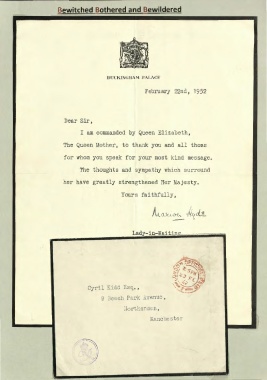 Bewitched Bothered and Bewildered
BUCKINGHAM PALACE
February 22nd, 1952
Dear Sir,
I am commanded by Queen Elizabeth,
The Queen Mother, to thank you and all those
for whom you speak for your most kind message.
The thoughts and sympathy which surround
her have greatly strengthened Her Majesty.
Yours faithfully,
Lady-in-Waiting
Cyril Kidd Esq.,
Park Avenue,
Manchester